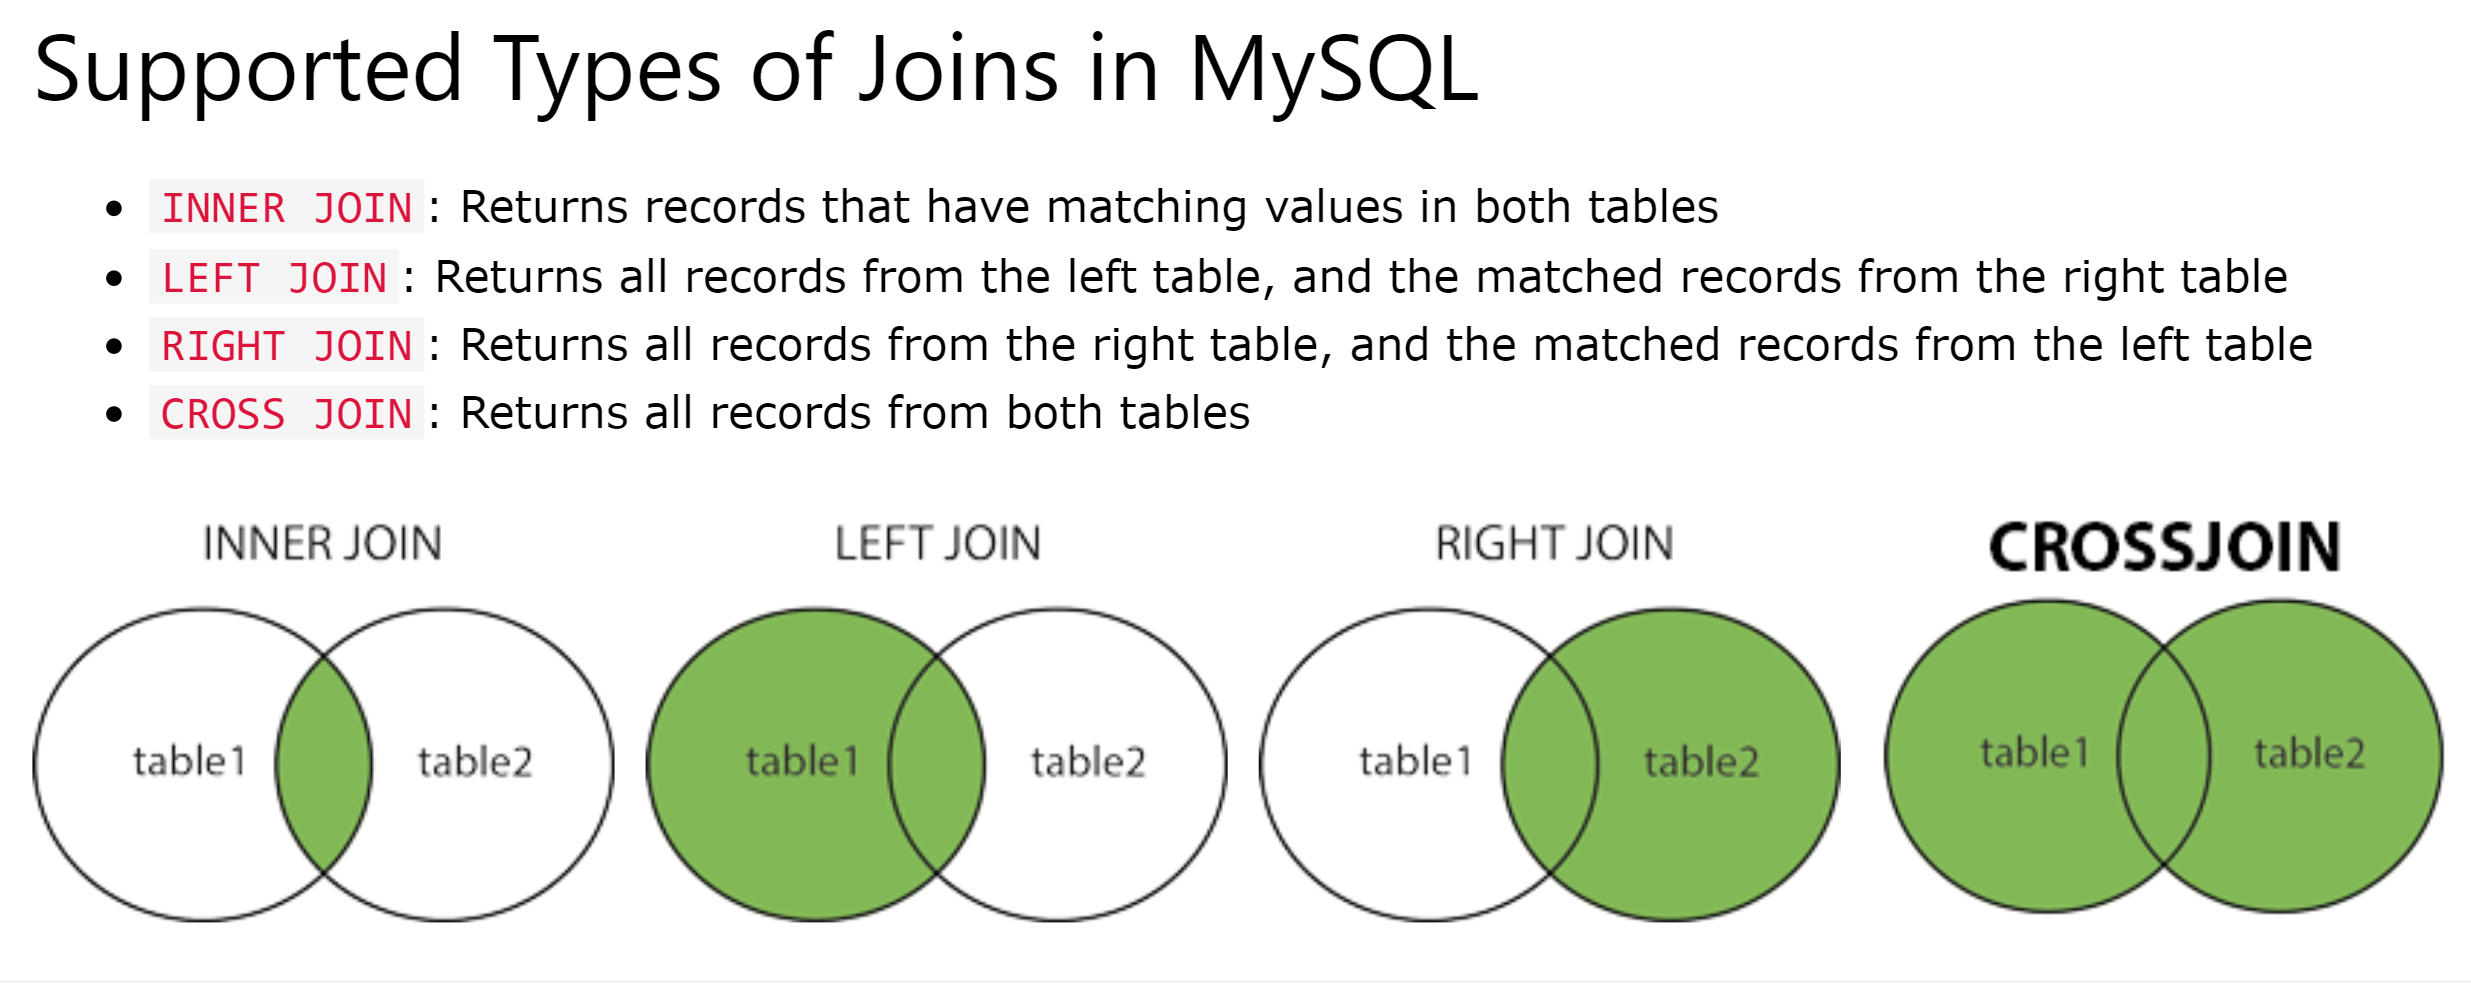 Supported Types of Joins in MySQL
• INNER JOIN: Returns records that have matching values in both tables
• LEFT JOIN: Returns all records from the left table, and the matched records from the right table
• RIGHT JOIN: Returns all records from the right table, and the matched records from the left table
• CROSS JOIN: Returns all records from both tables
INNER JOIN
table1 table2
LEFT JOIN
table1 table2
RIGHT JOIN
table1 table2
CROSSJOIN
table1 table2